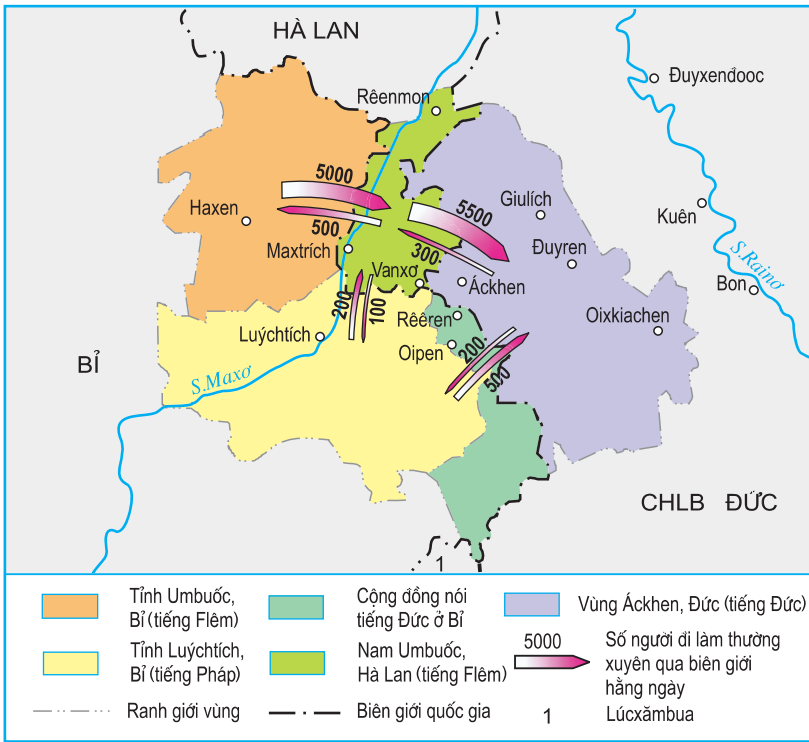 HÀ LAN
Đuyxenđooc
Rêenmon
5000
5500
Giulích
Haxen
500
Kuên
Maxtrích
300
Đuyren
S.Rainơ
Vanxơ
Áckhen
Bon
200
100
Rêéren
Oixkiachen
Luýchtích
Oipen
200
BỈ
S.Maxơ
500
CHLB ĐỨC
1
Tỉnh Umbuốc,
Bỉ (tiếng Flêm)
Cộng đồng nói
tiếng Đức ở Bỉ
Vùng Áckhen, Đức (tiếng Đức)
Tỉnh Luýchtích,
Bỉ (tiếng Pháp)
Nam Umbuốc,
Hà Lan (tiếng Flêm)
5000
Số người đi làm thường
xuyên qua biên giới
hằng ngày
Ranh giới vùng
Biên giới quốc gia
1
Lúcxămbua